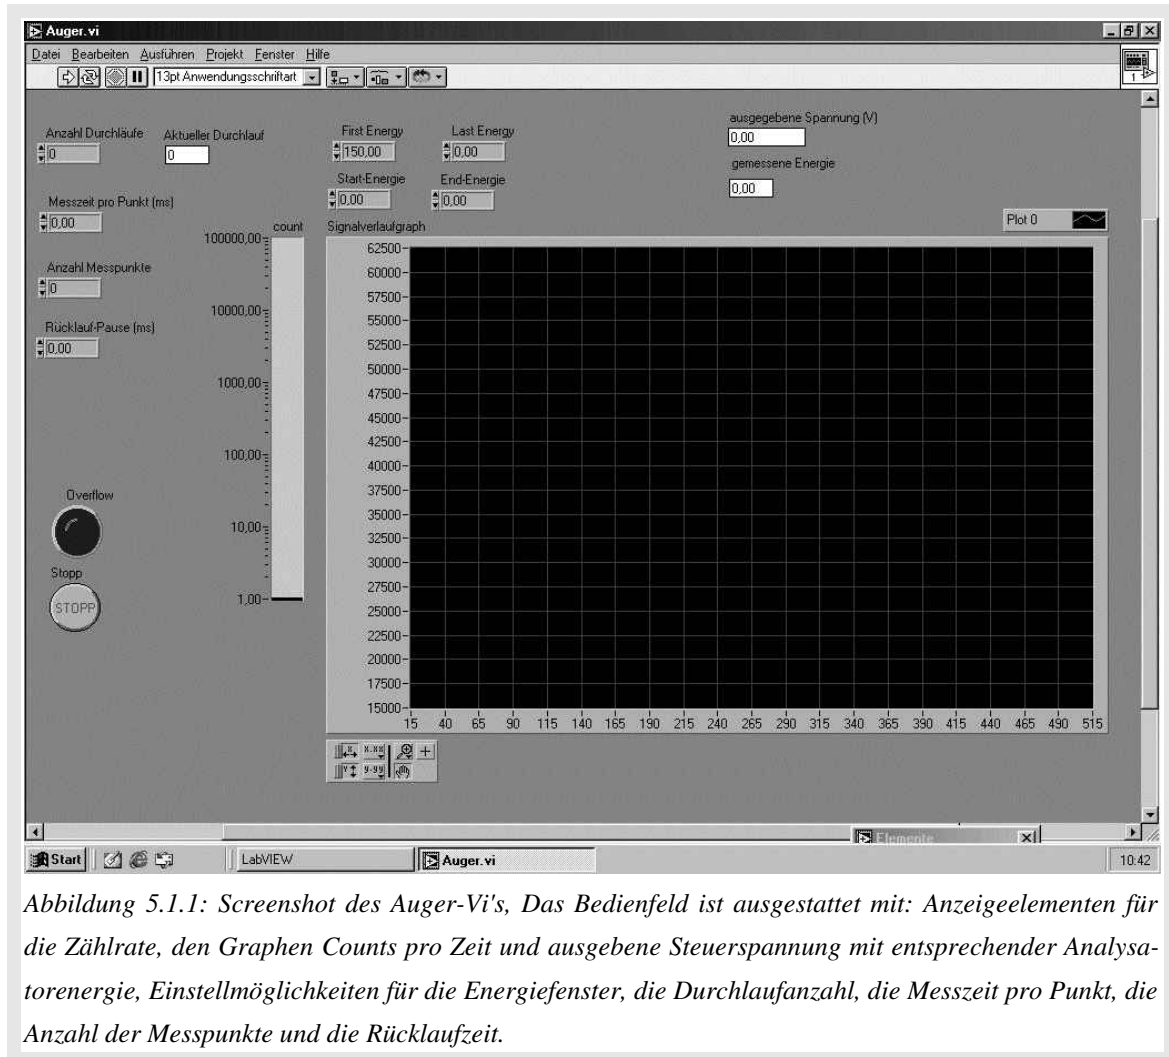 Auger.vi
Datei Bearbeiten Ausführen Projekt Fenster Hilfe
13pt Anwendungsschriftart
1
Anzahl Durchläufe
0
Aktueller Durchlauf
0
First Energy
150,00
Last Energy
0,00
ausgegebene Spannung (V)
0,00
Start-Energie
0,00
End-Energie
0,00
gemessene Energie
0,00
Messzeit pro Punkt (ms)
0,00
Anzahl Messpunkte
0
Rücklauf-Pause (ms)
0,00
Overflow
Stopp
STOPP
count
100000,00
10000,00
1000,00
100,00
10,00
1,00
Signalverlaufgraph
Plot 0
62500
60000
57500
55000
52500
50000
47500
45000
42500
40000
37500
35000
32500
30000
27500
25000
22500
20000
17500
15000
15 40 65 90 115 140 165 190 215 240 265 290 315 340 365 390 415 440 465 490 515
x.xx
y.yy
Elemente
Start LabVIEW Auger.vi 10:42
Abbildung 5.1.1: Screenshot des Auger-Vi's, Das Bedienfeld ist ausgestattet mit: Anzeigeelementen für
die Zählrate, den Graphen Counts pro Zeit und ausgebene Steuerspannung mit entsprechender Analysa-
torenergie, Einstellmöglichkeiten für die Energiefenster, die Durchlaufanzahl, die Messzeit pro Punkt, die
Anzahl der Messpunkte und die Rücklaufzeit.